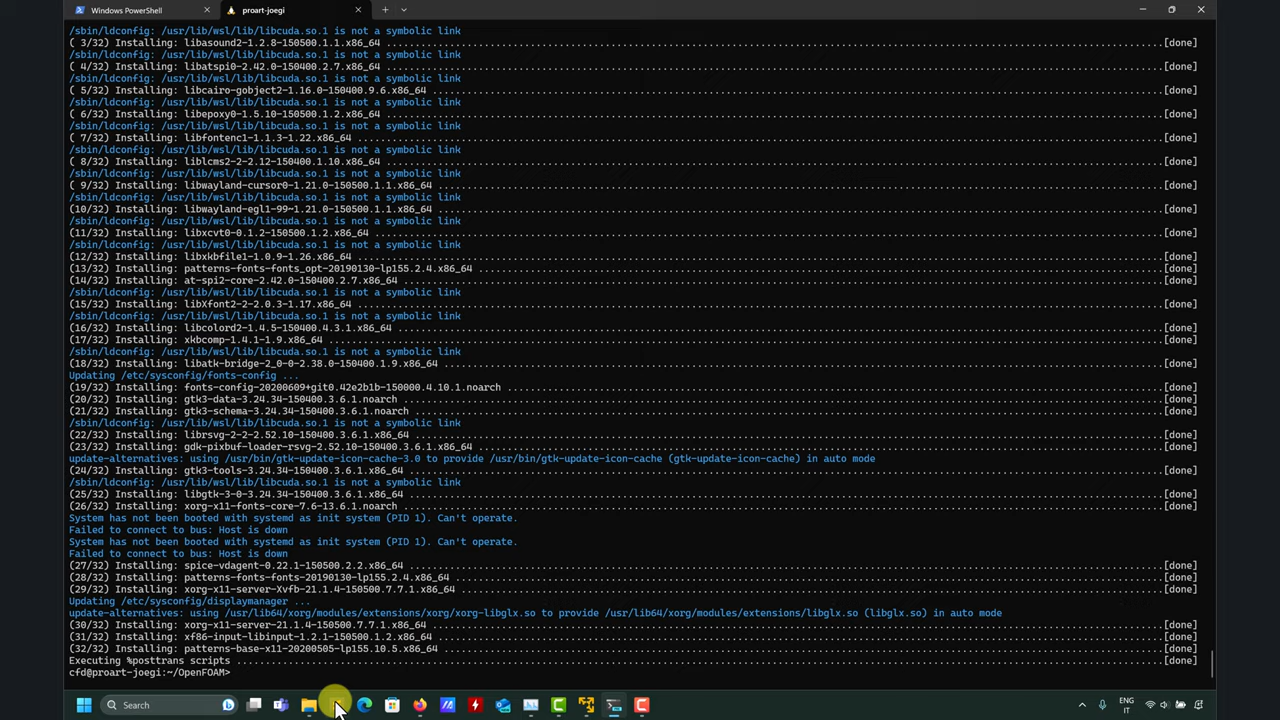 Windows PowerShell
proart-joegi
/sbin/ldconfig: /usr/lib/wsl/lib/libcuda.so.1 is not a symbolic link
( 3/32) Installing: libasound2-1.2.8-150500.1.1.x86_64 [done]
/sbin/ldconfig: /usr/lib/wsl/lib/libcuda.so.1 is not a symbolic link
( 4/32) Installing: libatspi0-2.42.0-150400.2.7.x86_64 [done]
/sbin/ldconfig: /usr/lib/wsl/lib/libcuda.so.1 is not a symbolic link
( 5/32) Installing: libcairo-gobject2-1.16.0-150400.9.6.x86_64 [done]
/sbin/ldconfig: /usr/lib/wsl/lib/libcuda.so.1 is not a symbolic link
( 6/32) Installing: libepoxy0-1.5.10-150500.1.2.x86_64 [done]
/sbin/ldconfig: /usr/lib/wsl/lib/libcuda.so.1 is not a symbolic link
( 7/32) Installing: libfontenc1-1.1.3-1.22.x86_64 [done]
/sbin/ldconfig: /usr/lib/wsl/lib/libcuda.so.1 is not a symbolic link
( 8/32) Installing: liblcms2-2-2.12-150400.1.10.x86_64 [done]
/sbin/ldconfig: /usr/lib/wsl/lib/libcuda.so.1 is not a symbolic link
( 9/32) Installing: libwayland-cursor0-1.21.0-150500.1.1.x86_64 [done]
/sbin/ldconfig: /usr/lib/wsl/lib/libcuda.so.1 is not a symbolic link
(10/32) Installing: libwayland-egl1-99~1.21.0-150500.1.1.x86_64 [done]
/sbin/ldconfig: /usr/lib/wsl/lib/libcuda.so.1 is not a symbolic link
(11/32) Installing: libxcvt0-0.1.2-150500.1.2.x86_64 [done]
/sbin/ldconfig: /usr/lib/wsl/lib/libcuda.so.1 is not a symbolic link
(12/32) Installing: libxkbfile1-1.0.9-1.26.x86_64 [done]
(13/32) Installing: patterns-fonts-fonts_opt-20190130-lp155.2.4.x86_64 [done]
(14/32) Installing: at-spi2-core-2.42.0-150400.2.7.x86_64 [done]
/sbin/ldconfig: /usr/lib/wsl/lib/libcuda.so.1 is not a symbolic link
(15/32) Installing: libXfont2-2-2.0.3-1.17.x86_64 [done]
/sbin/ldconfig: /usr/lib/wsl/lib/libcuda.so.1 is not a symbolic link
(16/32) Installing: libcolord2-1.4.5-150400.4.3.1.x86_64 [done]
(17/32) Installing: xkbcomp-1.4.1-1.9.x86_64 [done]
/sbin/ldconfig: /usr/lib/wsl/lib/libcuda.so.1 is not a symbolic link
(18/32) Installing: libatk-bridge-2_0-0-2.38.0-150400.1.9.x86_64 [done]
Updating /etc/sysconfig/fonts-config ...
(19/32) Installing: fonts-config-20200609+git0.42e2b1b-150000.4.10.1.noarch [done]
(20/32) Installing: gtk3-data-3.24.34-150400.3.6.1.noarch [done]
(21/32) Installing: gtk3-schema-3.24.34-150400.3.6.1.noarch [done]
/sbin/ldconfig: /usr/lib/wsl/lib/libcuda.so.1 is not a symbolic link
(22/32) Installing: librsvg-2-2-2.52.10-150400.3.6.1.x86_64 [done]
(23/32) Installing: gdk-pixbuf-loader-rsvg-2.52.10-150400.3.6.1.x86_64 [done]
update-alternatives: using /usr/bin/gtk-update-icon-cache-3.0 to provide /usr/bin/gtk-update-icon-cache (gtk-update-icon-cache) in auto mode
(24/32) Installing: gtk3-tools-3.24.34-150400.3.6.1.x86_64 [done]
/sbin/ldconfig: /usr/lib/wsl/lib/libcuda.so.1 is not a symbolic link
(25/32) Installing: libgtk-3-0-3.24.34-150400.3.6.1.x86_64 [done]
(26/32) Installing: xorg-x11-fonts-core-7.6-13.6.1.noarch [done]
System has not been booted with systemd as init system (PID 1). Can't operate.
Failed to connect to bus: Host is down
System has not been booted with systemd as init system (PID 1). Can't operate.
Failed to connect to bus: Host is down
(27/32) Installing: spice-vdagent-0.22.1-150500.2.2.x86_64 [done]
(28/32) Installing: patterns-fonts-fonts-20190130-lp155.2.4.x86_64 [done]
(29/32) Installing: xorg-x11-server-Xvfb-21.1.4-150500.7.7.1.x86_64 [done]
Updating /etc/sysconfig/displaymanager ...
update-alternatives: using /usr/lib64/xorg/modules/extensions/xorg/xorg-libglx.so to provide /usr/lib64/xorg/modules/extensions/libglx.so (libglx.so) in auto mode
(30/32) Installing: xorg-x11-server-21.1.4-150500.7.7.1.x86_64 [done]
(31/32) Installing: xf86-input-libinput-1.2.1-150500.1.2.x86_64 [done]
(32/32) Installing: patterns-base-x11-20200505-lp155.10.5.x86_64 [done]
Executing %posttrans scripts [done]
cfd@proart-joegi:~/OpenFOAM>
Search
ENG
IT